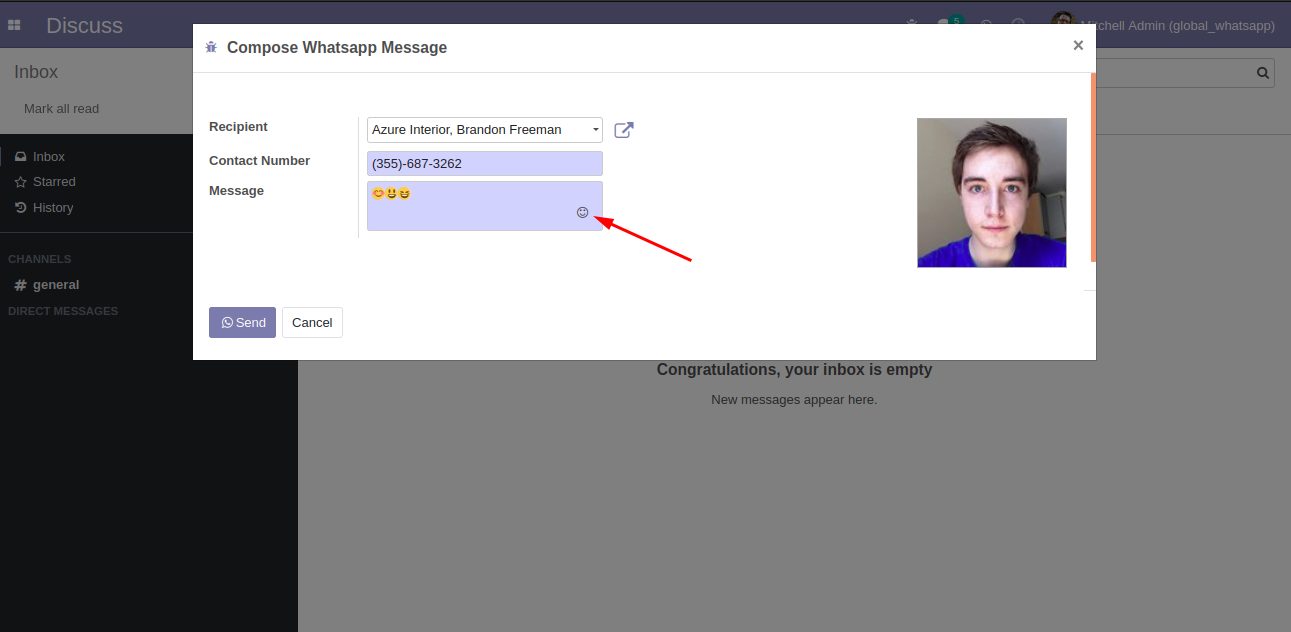 Discuss
5
Mitchell Admin (global_whatsapp)
Compose Whatsapp Message
×
Inbox
Mark all read
Recipient
Azure Interior, Brandon Freeman
Contact Number
(355)-687-3262
Message
😊😃😆
Inbox
Starred
History
CHANNELS
# general
DIRECT MESSAGES
Send
Cancel
Congratulations, your inbox is empty
New messages appear here.